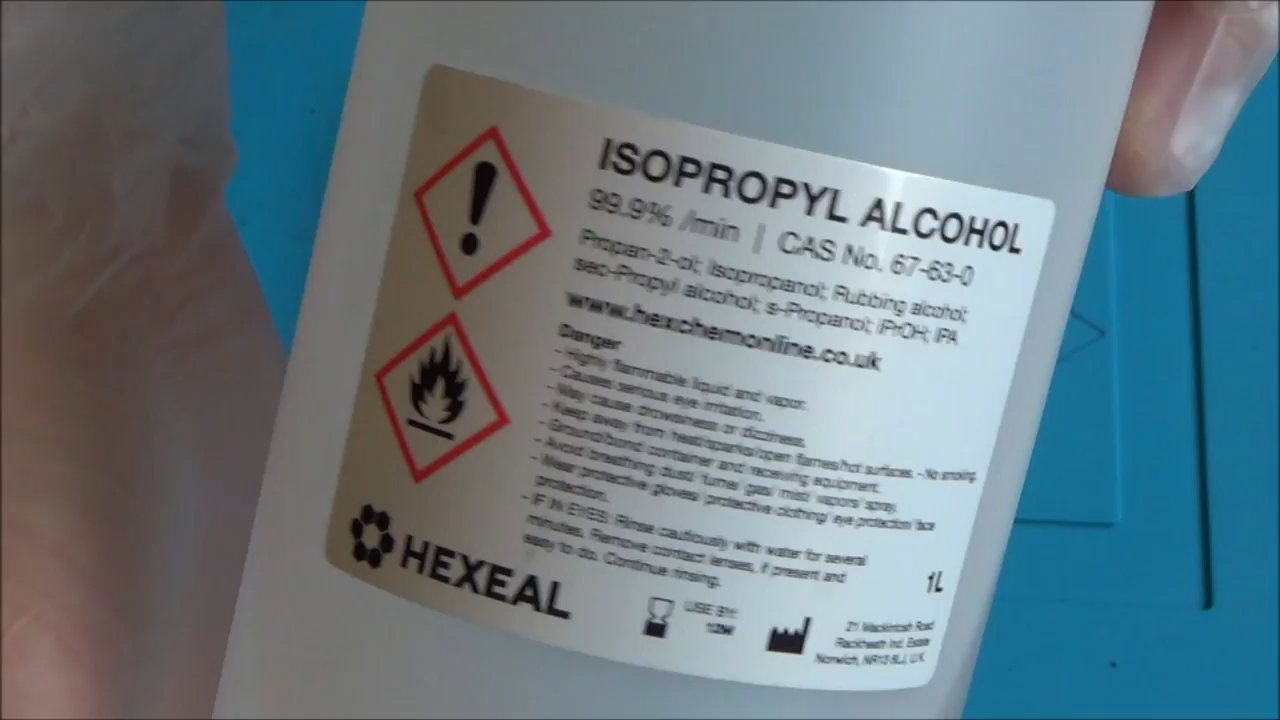 ISOPROPYL ALCOHOL
99.9% /min | CAS No. 67-63-0
Propan-2-ol; Isopropanol; Rubbing alcohol;
sec-Propyl alcohol; s-Propanol; iPrOH; IPA
www.hexchemonline.co.uk
Danger
- Highly flammable liquid and vapor.
- Causes serious eye irritation.
- May cause drowsiness or dizziness.
- Keep away from heat/sparks/open flames/hot surfaces. - No smoking.
- Ground/bond container and receiving equipment.
- Avoid breathing dust/ fume/ gas/ mist/ vapors/ spray.
- Wear protective gloves/ protective clothing/ eye protection/ face
protection.
- IF IN EYES: Rinse cautiously with water for several
minutes. Remove contact lenses, if present and
easy to do. Continue rinsing.
1L
HEXEAL
USE BY:
12M
21 Mackintosh Road
Rackheath Ind. Estate
Norwich, NR13 6LJ, U.K.